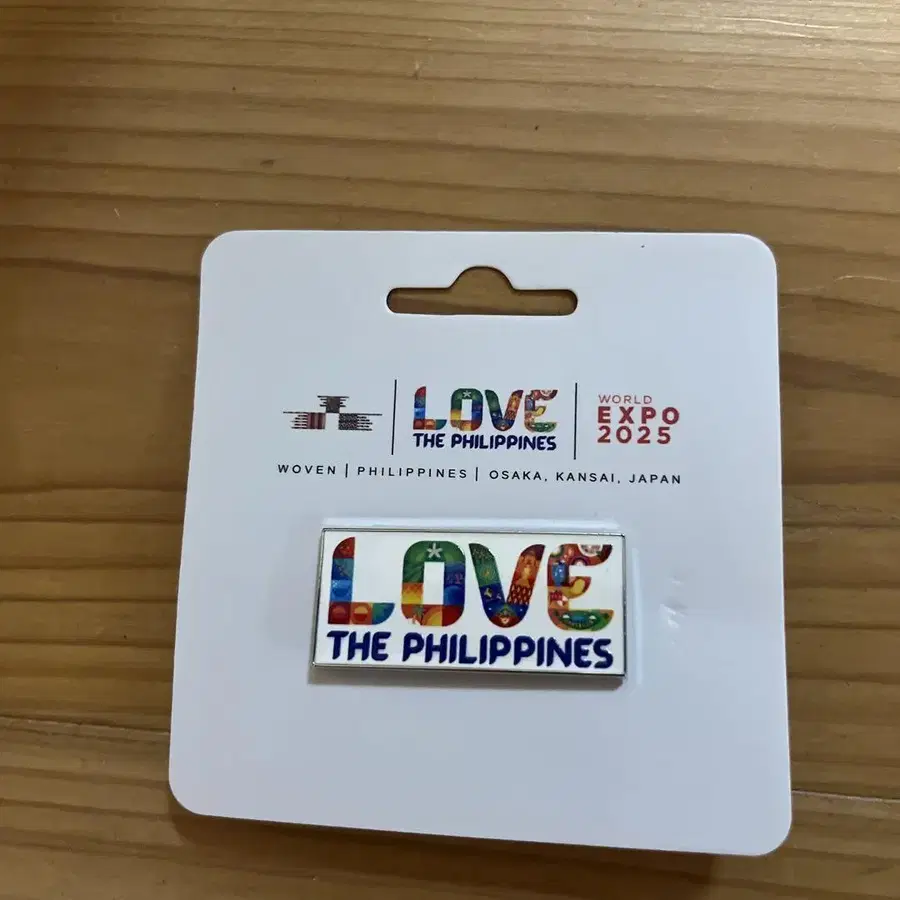 LOVE
THE PHILIPPINES
WORLD
EXPO
2025
WOVEN | PHILIPPINES | OSAKA, KANSAI, JAPAN
LOVE
THE PHILIPPINES